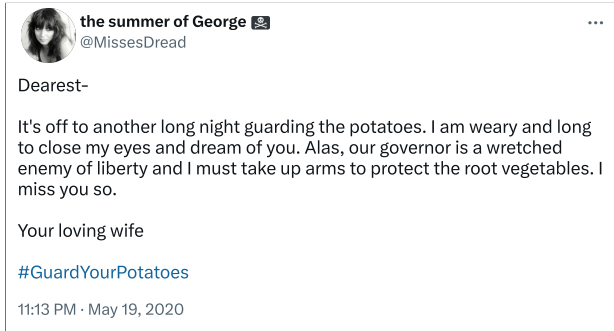 the summer of George 🏴‍☠️
@MissesDread
Dearest-
It's off to another long night guarding the potatoes. I am weary and long
to close my eyes and dream of you. Alas, our governor is a wretched
enemy of liberty and I must take up arms to protect the root vegetables. I
miss you so.
Your loving wife
#GuardYourPotatoes
11:13 PM · May 19, 2020